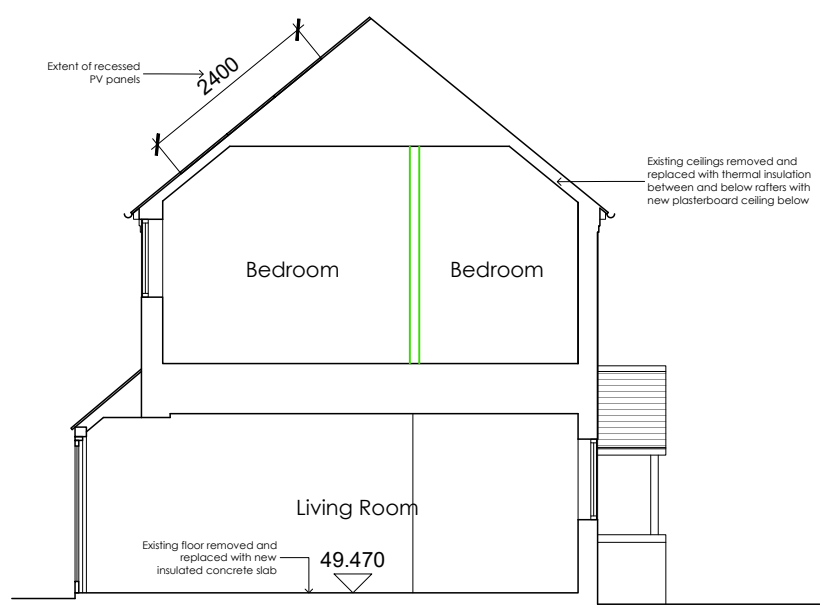 Extent of recessed
PV panels
2400
Existing ceilings removed and
replaced with thermal insulation
between and below rafters with
new plasterboard ceiling below
Bedroom
Bedroom
Living Room
Existing floor removed and
replaced with new
insulated concrete slab
49.470